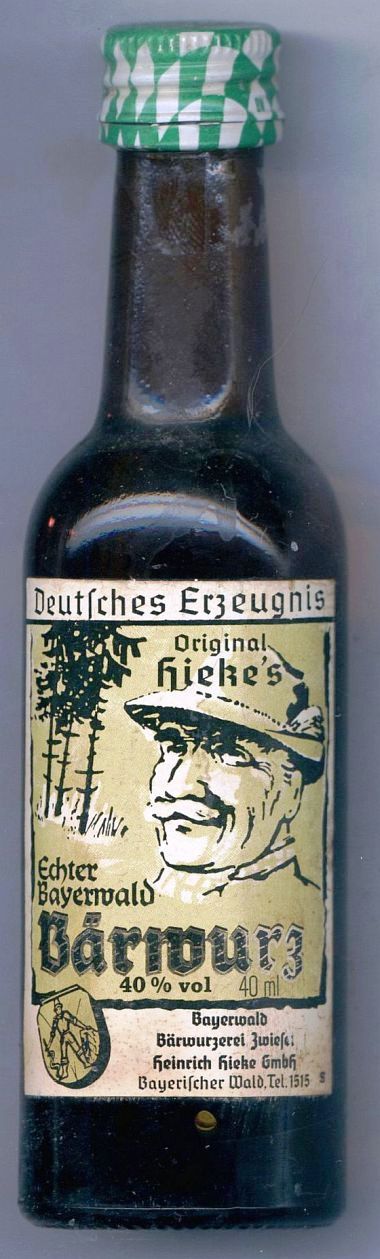 Deutſches Erzeugnis
Original
Hieke's
Echter
Bayerwald
Bärwurz
40 % vol 40 ml
Bayerwald
Bärwurzerei Zwiesel
Heinrich Hieke GmbH
Bayeriſcher Wald, Tel. 1515 S